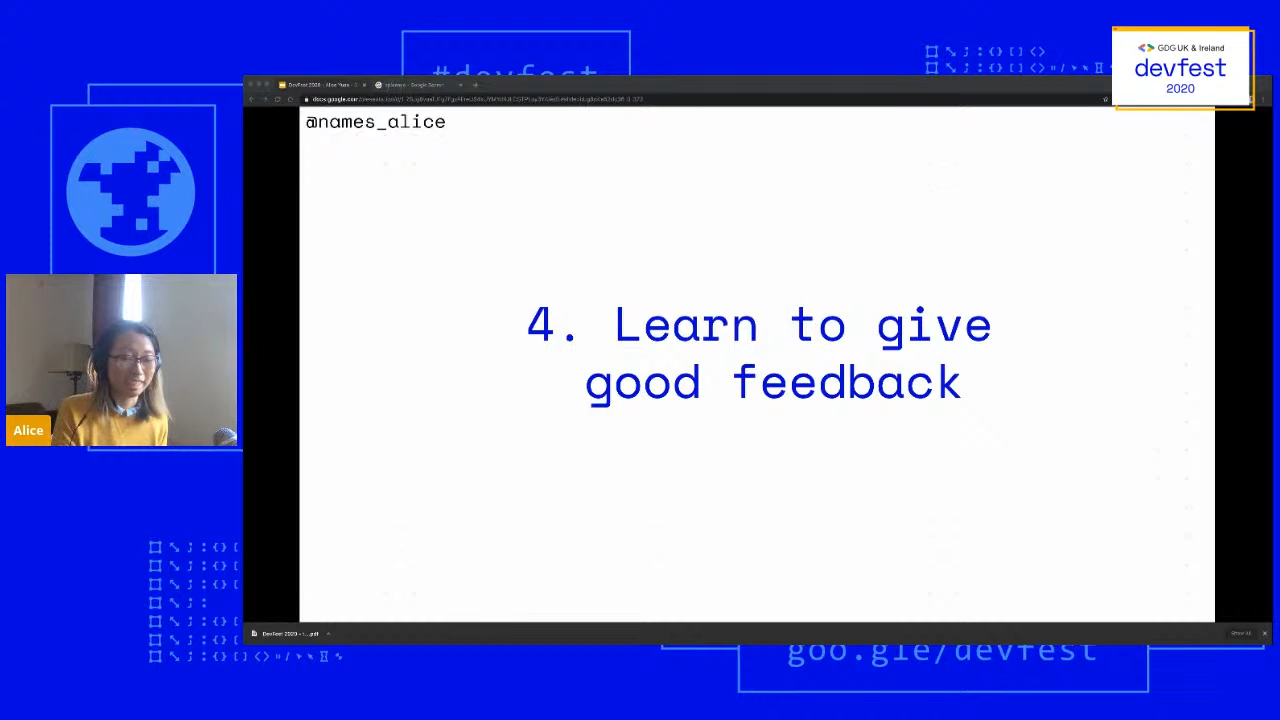 #devfest
GDG UK & Ireland
devfest
2020
@names_alice
4. Learn to give
good feedback
Alice
goo.gle/devfest